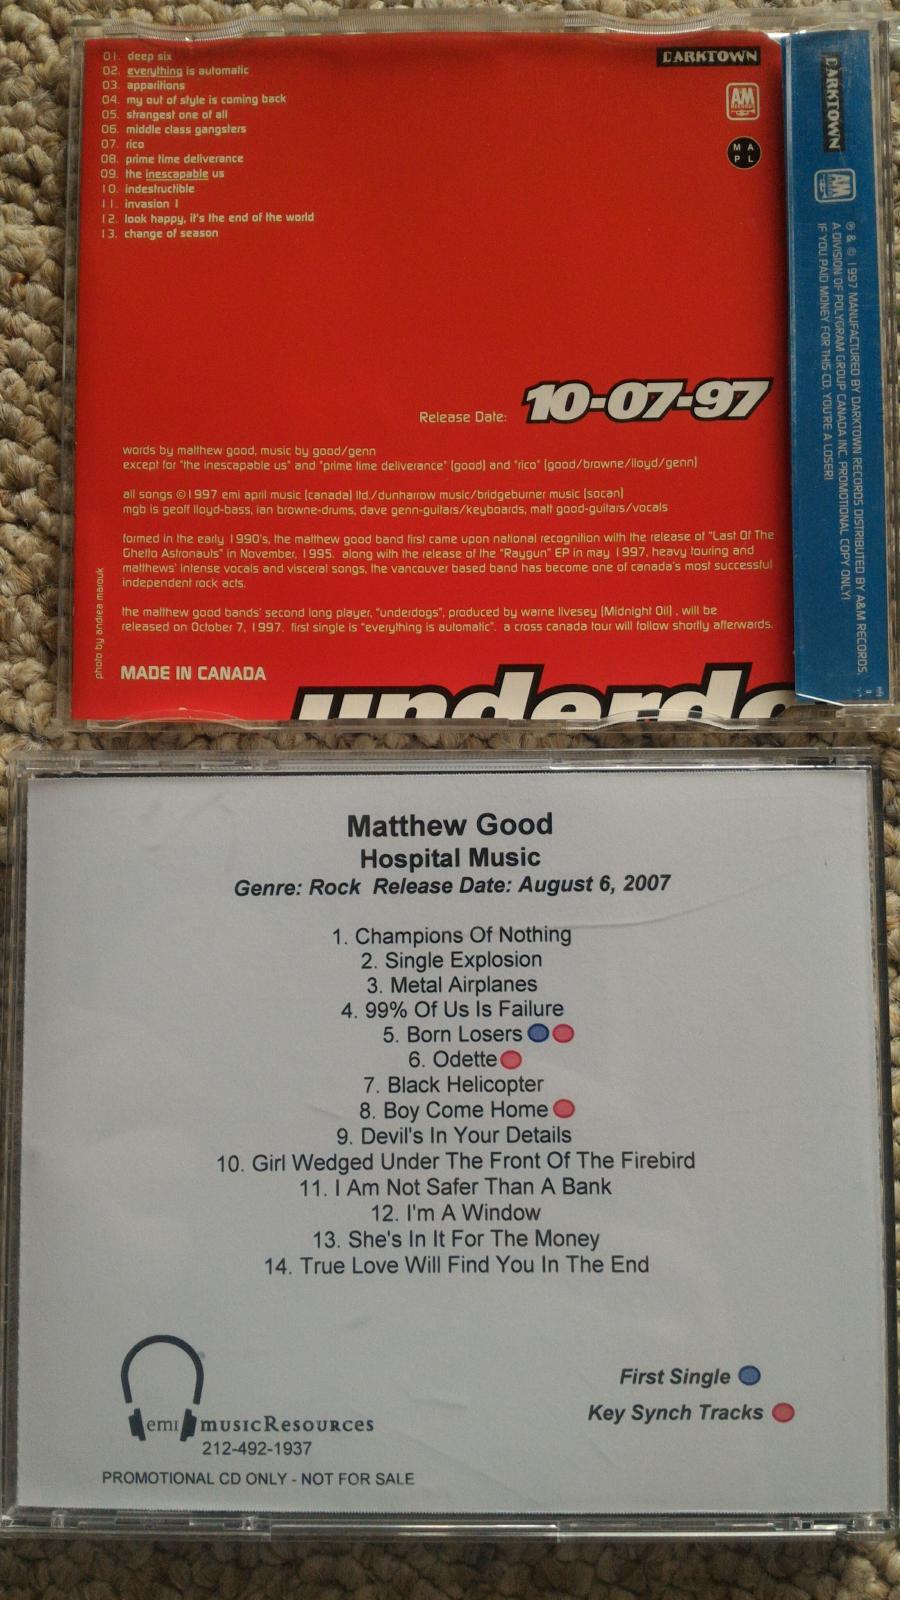 01. deep six
02. everything is automatic
03. apparitions
04. my out of style is coming back
05. strangest one of all
06. middle class gangsters
07. rico
08. prime time deliverance
09. the inescapable us
10. indestructible
11. invasion 1
12. look happy, it's the end of the world
13. change of season
DARKTOWN
AM
RECORDS
M A
P L
Release Date: 10-07-97
words by matthew good, music by good/genn
except for "the inescapable us" and "prime time deliverance" (good) and "rico" (good/browne/lloyd/genn)
all songs ©1997 emi april music (canada) ltd./dunharrow music/bridgeburner music (socan)
mgb is geoff lloyd-bass, ian browne-drums, dave genn-guitars/keyboards, matt good-guitars/vocals
formed in the early 1990's, the matthew good band first came upon national recognition with the release of "Last Of The
Ghetto Astronauts" in November, 1995. along with the release of the "Raygun" EP in may 1997, heavy touring and
matthews' intense vocals and visceral songs, the vancouver based band has become one of canada's most successful
independent rock acts.
the matthew good bands' second long player, "underdogs", produced by warne livesey (Midnight Oil) , will be
released on October 7, 1997. first single is "everything is automatic". a cross canada tour will follow shortly afterwards.
photo by andrea marouk
MADE IN CANADA
underdo
DARKTOWN
AM
℗ & © 1997 MANUFACTURED BY DARKTOWN RECORDS DISTRIBUTED BY A&M RECORDS,
A DIVISION OF POLYGRAM GROUP CANADA INC. PROMOTIONAL COPY ONLY!
IF YOU PAID MONEY FOR THIS CD, YOU'RE A LOSER!
Matthew Good
Hospital Music
Genre: Rock Release Date: August 6, 2007
1. Champions Of Nothing
2. Single Explosion
3. Metal Airplanes
4. 99% Of Us Is Failure
5. Born Losers
6. Odette
7. Black Helicopter
8. Boy Come Home
9. Devil's In Your Details
10. Girl Wedged Under The Front Of The Firebird
11. I Am Not Safer Than A Bank
12. I'm A Window
13. She's In It For The Money
14. True Love Will Find You In The End
First Single
Key Synch Tracks
emi musicResources
212-492-1937
PROMOTIONAL CD ONLY - NOT FOR SALE